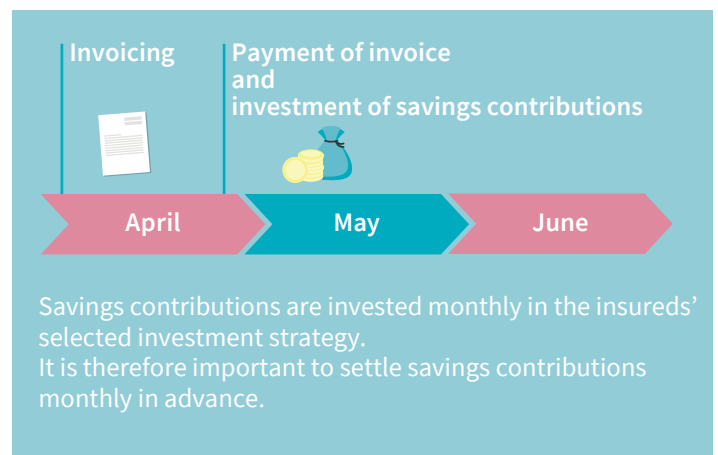 Invoicing
Payment of invoice
and
investment of savings contributions
April
May
June
Savings contributions are invested monthly in the insureds’
selected investment strategy.
It is therefore important to settle savings contributions
monthly in advance.